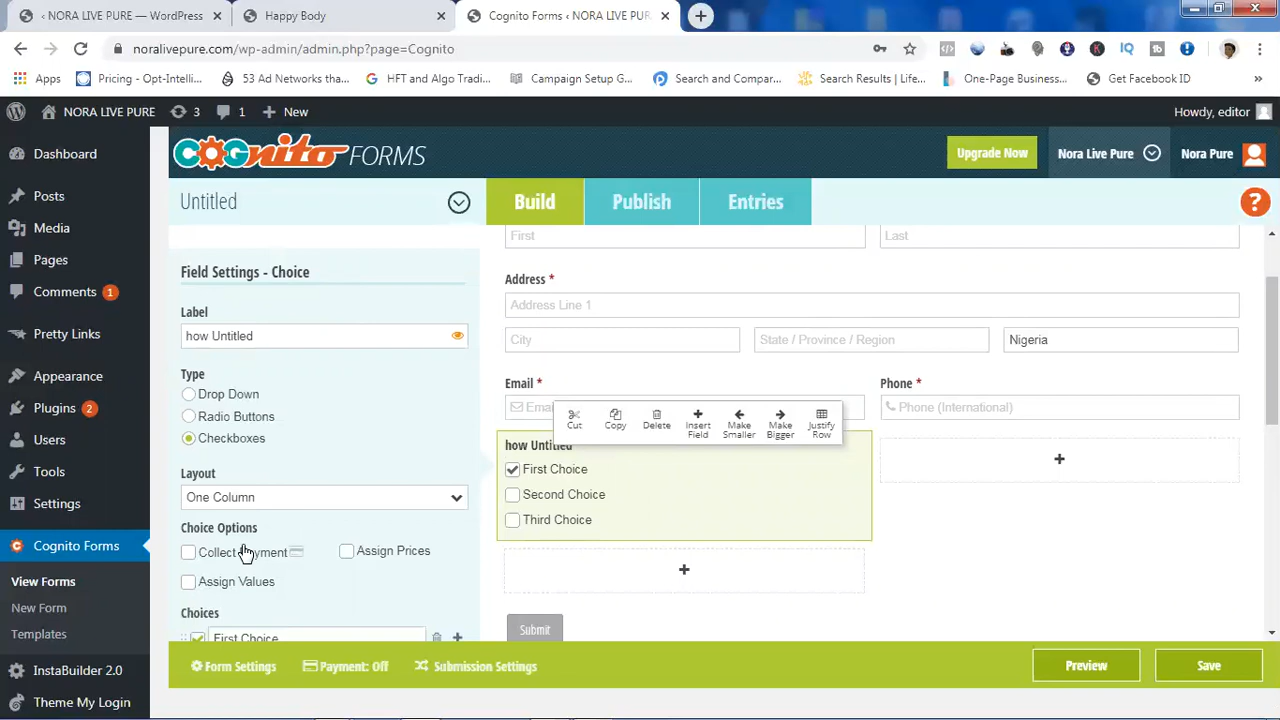 ‹ NORA LIVE PURE — WordPress
Happy Body
Cognito Forms ‹ NORA LIVE PURE
noralivepure.com/wp-admin/admin.php?page=Cognito
Apps
Pricing - Opt-Intelli...
53 Ad Networks tha...
HFT and Algo Tradi...
Campaign Setup G...
Search and Compar...
Search Results | Life...
One-Page Business...
Get Facebook ID
»
NORA LIVE PURE
3
1
New
Howdy, editor
Dashboard
Posts
Media
Pages
Comments 1
Pretty Links
Appearance
Plugins 2
Users
Tools
Settings
Cognito Forms
View Forms
New Form
Templates
InstaBuilder 2.0
Theme My Login
COGNITO FORMS
Upgrade Now
Nora Live Pure
Nora Pure
Untitled
Build
Publish
Entries
?
Field Settings - Choice
Label
how Untitled
Type
Drop Down
Radio Buttons
Checkboxes
Layout
One Column
Choice Options
Collect Payment
Assign Prices
Assign Values
Choices
First Choice
First
Last
Address *
Address Line 1
City
State / Province / Region
Nigeria
Email *
Phone *
Emai
Phone (International)
Cut
Copy
Delete
Insert Field
Make Smaller
Make Bigger
Justify Row
how Untitled
First Choice
Second Choice
Third Choice
Submit
Form Settings
Payment: Off
Submission Settings
Preview
Save